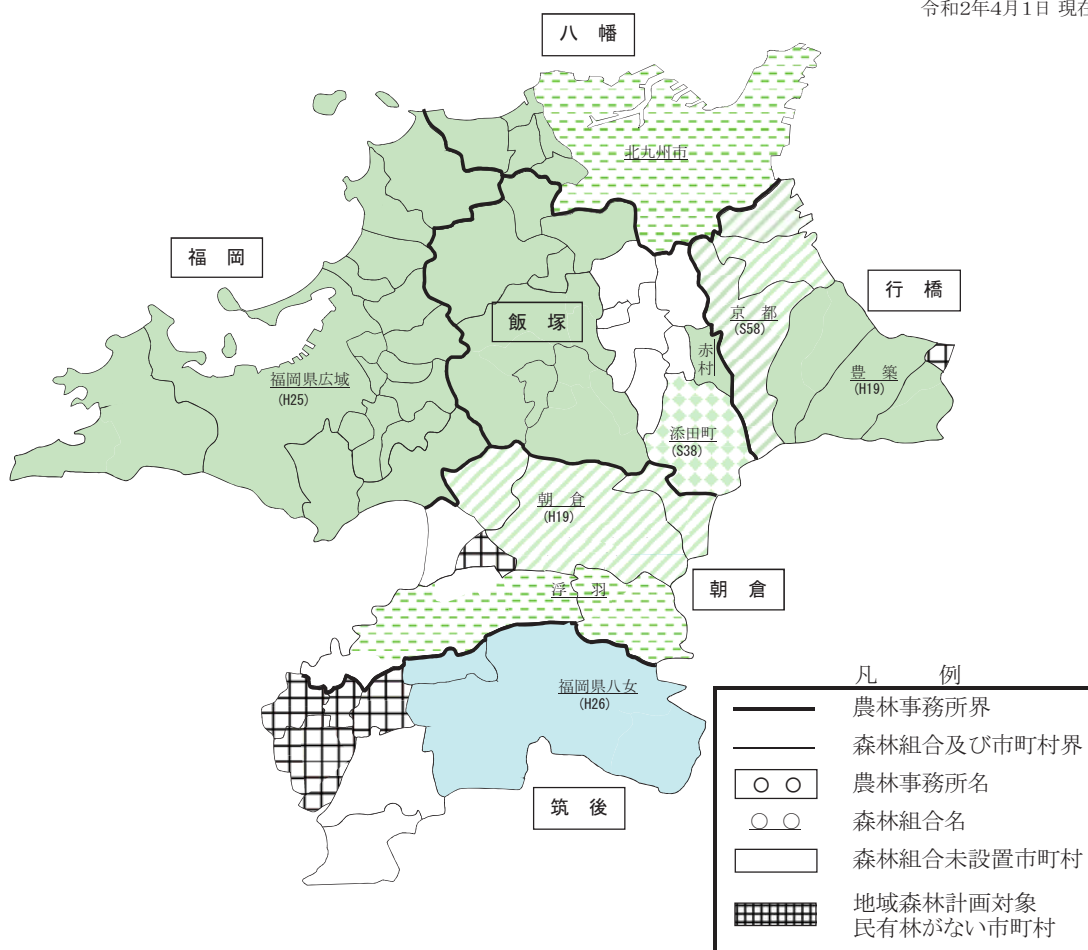 令和2年4月1日 現在
八 幡
北九州市
福 岡
行 橋
京 都
(S58)
飯 塚
赤村
豊 築
(H19)
福岡県広域
(H25)
添田町
(S38)
朝 倉
(H19)
朝 倉
浮 羽
福岡県八女
(H26)
筑 後
凡 例
農林事務所界
森林組合及び市町村界
○ ○ 農林事務所名
○ ○ 森林組合名
森林組合未設置市町村
地域森林計画対象
民有林がない市町村